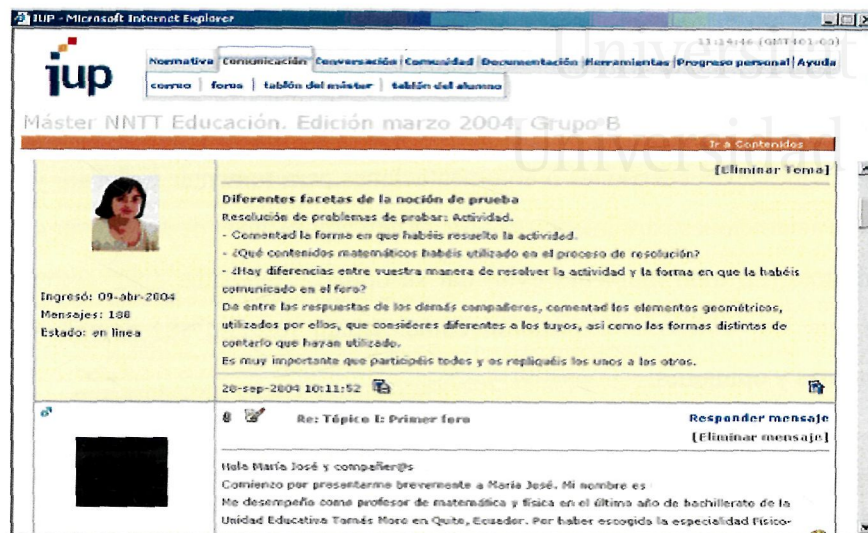 IUP - Microsoft Internet Explorer
Universitat
11:19:46 (GMT+01:00)
iup
Normativa | Comunicación | Conversación | Comunidad | Documentación | Herramientas | Progreso personal | Ayuda
correo | foros | tablón del máster | tablón del alumno
Máster NNTT Educación. Edición marzo 2004. Grupo B
Universidad
Ir a Contenidos
[Eliminar Tema]
Diferentes facetas de la noción de prueba
Resolución de problemas de probar: Actividad.
- Comentad la forma en que habéis resuelto la actividad.
- ¿Qué contenidos matemáticos habéis utilizado en el proceso de resolución?
- ¿Hay diferencias entre vuestra manera de resolver la actividad y la forma en que la habéis
comunicado en el foro?
De entre las respuestas de los demás compañeros, comentad los elementos geométricos,
utilizados por ellos, que consideres diferentes a los tuyos, así como las formas distintas de
contarlo que hayan utilizado.
Es muy importante que participéis todos y os repliquéis los unos a los otros.
Ingresó: 09-abr-2004
Mensajes: 188
Estado: en línea
28-sep-2004 10:11:52
Re: Tópico I: Primer foro
Responder mensaje
[Eliminar mensaje]
Hola María José y compañer@s
Comienzo por presentarme brevemente a María José. Mi nombre es
Me desempeño como profesor de matemática y física en el último año de bachillerato de la
Unidad Educativa Tomás Moro en Quito, Ecuador. Por haber escogido la especialidad Físico-